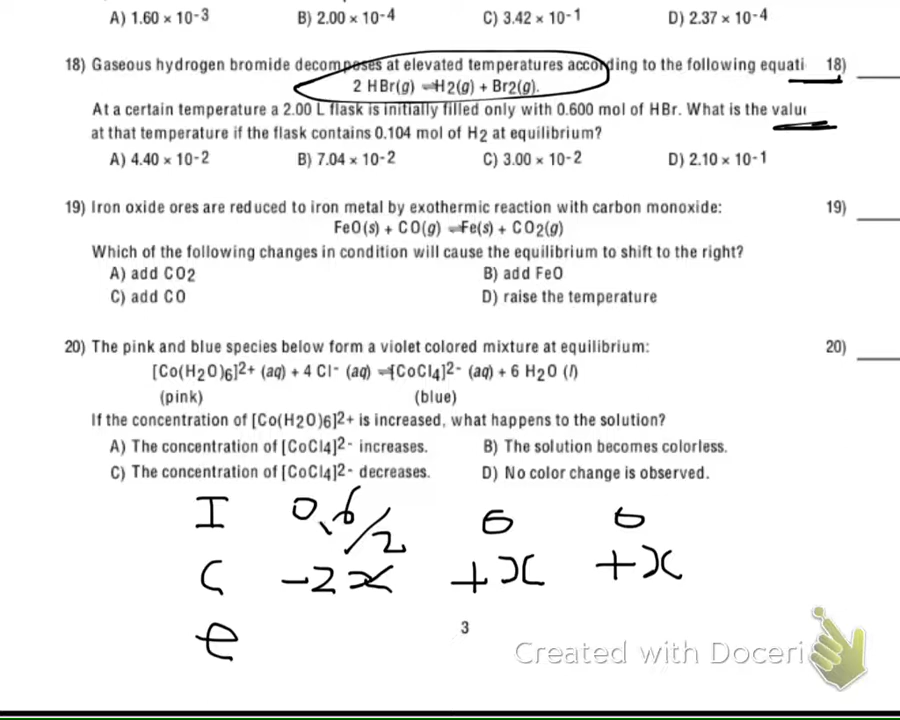 A) 1.60 × 10-3 B) 2.00 × 10-4 C) 3.42 × 10-1 D) 2.37 × 10-4
18) Gaseous hydrogen bromide decomposes at elevated temperatures according to the following equati 18)
2 HBr(g) ⇌H2(g) + Br2(g).
At a certain temperature a 2.00 L flask is initially filled only with 0.600 mol of HBr. What is the valu
at that temperature if the flask contains 0.104 mol of H2 at equilibrium?
A) 4.40 × 10-2 B) 7.04 × 10-2 C) 3.00 × 10-2 D) 2.10 × 10-1
19) Iron oxide ores are reduced to iron metal by exothermic reaction with carbon monoxide: 19)
FeO(s) + CO(g) ⇌Fe(s) + CO2(g)
Which of the following changes in condition will cause the equilibrium to shift to the right?
A) add CO2 B) add FeO
C) add CO D) raise the temperature
20) The pink and blue species below form a violet colored mixture at equilibrium: 20)
[Co(H2O)6]2+ (aq) + 4 Cl- (aq) ⇌[CoCl4]2- (aq) + 6 H2O (l)
(pink) (blue)
If the concentration of [Co(H2O)6]2+ is increased, what happens to the solution?
A) The concentration of [CoCl4]2- increases. B) The solution becomes colorless.
C) The concentration of [CoCl4]2- decreases. D) No color change is observed.
I 0.6/2 0 0
C -2x +x +x
e
3
Created with Doceri